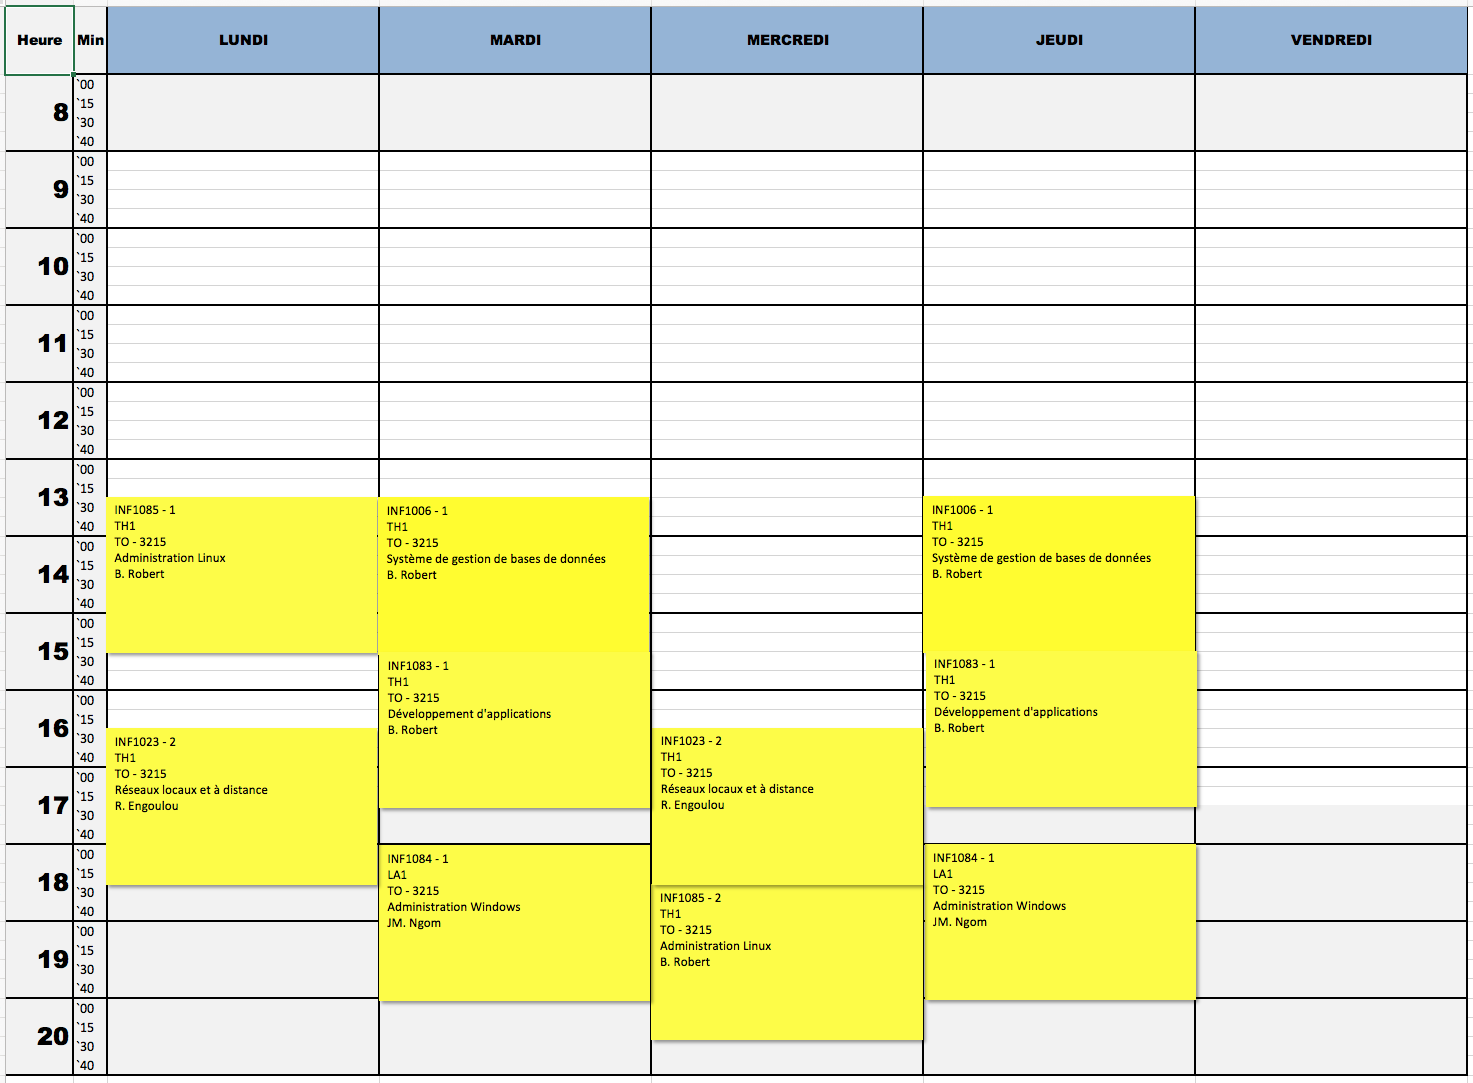 Heure Min LUNDI MARDI MERCREDI JEUDI VENDREDI
8
`00
`15
`30
`40
9
`00
`15
`30
`40
10
`00
`15
`30
`40
11
`00
`15
`30
`40
12
`00
`15
`30
`40
13
`00
`15
`30
`40
14
`00
`15
`30
`40
15
`00
`15
`30
`40
16
`00
`15
`30
`40
17
`00
`15
`30
`40
18
`00
`15
`30
`40
19
`00
`15
`30
`40
20
`00
`15
`30
`40
INF1085 - 1
TH1
TO - 3215
Administration Linux
B. Robert
INF1023 - 2
TH1
TO - 3215
Réseaux locaux et à distance
R. Engoulou
INF1006 - 1
TH1
TO - 3215
Système de gestion de bases de données
B. Robert
INF1083 - 1
TH1
TO - 3215
Développement d'applications
B. Robert
INF1084 - 1
LA1
TO - 3215
Administration Windows
JM. Ngom
INF1023 - 2
TH1
TO - 3215
Réseaux locaux et à distance
R. Engoulou
INF1085 - 2
TH1
TO - 3215
Administration Linux
B. Robert
INF1006 - 1
TH1
TO - 3215
Système de gestion de bases de données
B. Robert
INF1083 - 1
TH1
TO - 3215
Développement d'applications
B. Robert
INF1084 - 1
LA1
TO - 3215
Administration Windows
JM. Ngom